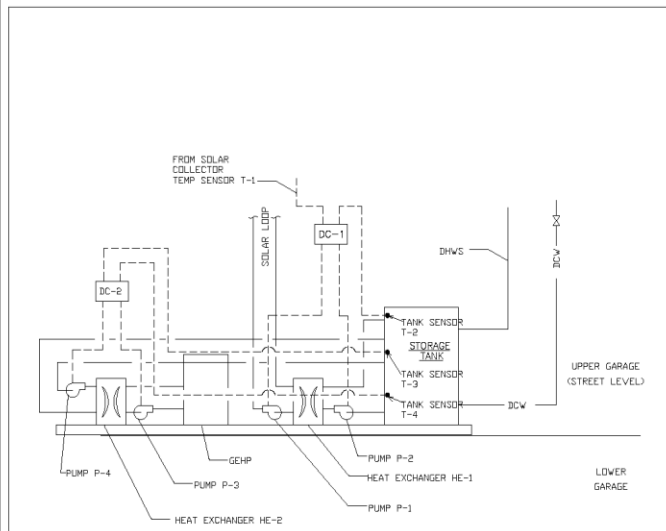 FROM SOLAR
COLLECTOR
TEMP SENSOR T-1
SOLAR LOOP
DC-1
DHWS
DCW
DC-2
TANK SENSOR
T-2
STORAGE
TANK
TANK SENSOR
T-3
TANK SENSOR
T-4
DCW
UPPER GARAGE
(STREET LEVEL)
PUMP P-4
PUMP P-3
GEHP
PUMP P-2
HEAT EXCHANGER HE-1
PUMP P-1
HEAT EXCHANGER HE-2
LOWER
GARAGE